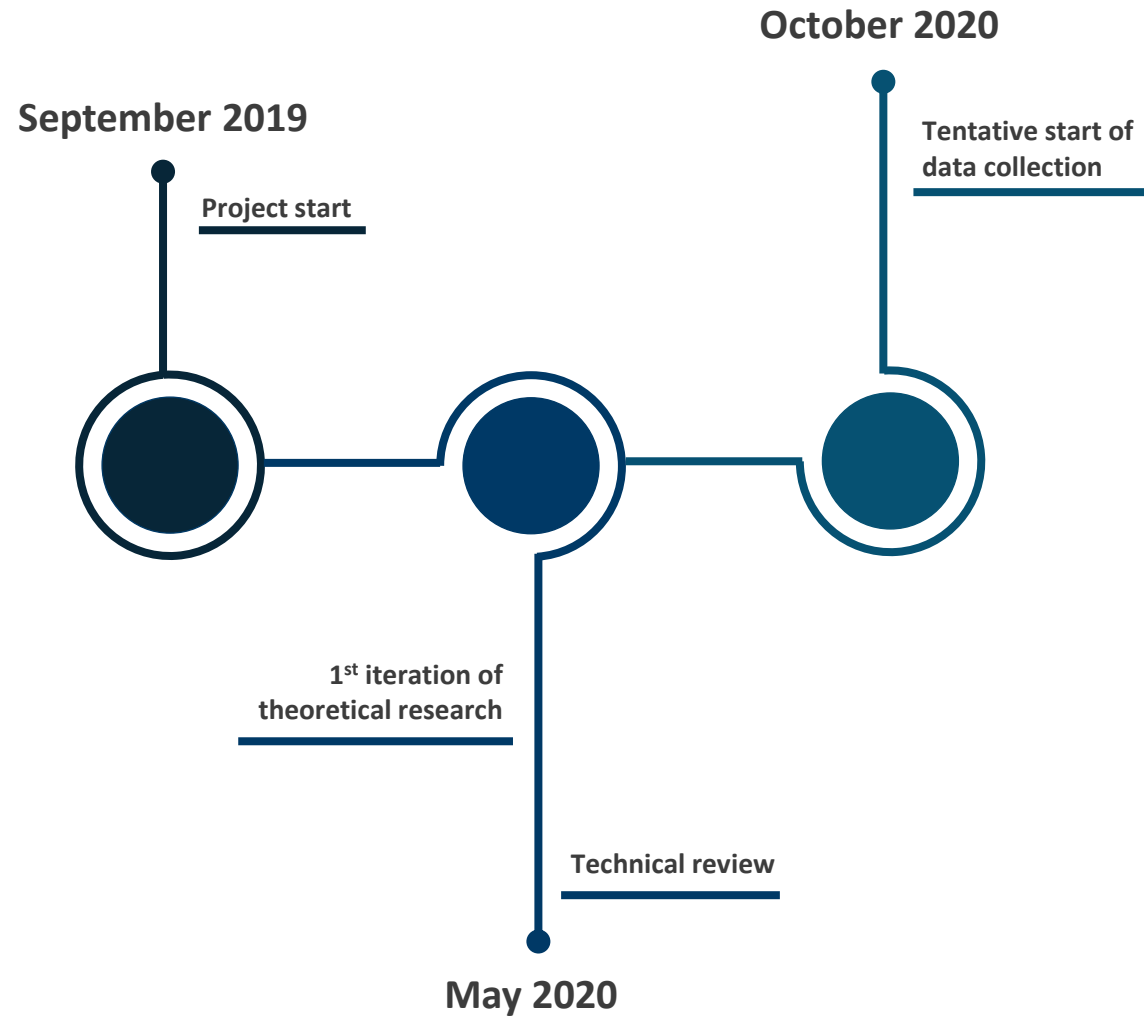 September 2019
Project start
1st iteration of
theoretical research
Technical review
May 2020
October 2020
Tentative start of
data collection